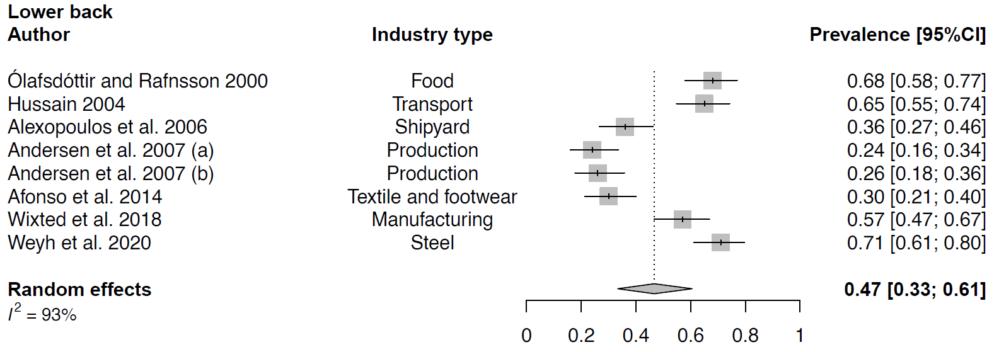 Lower back
Author Industry type Prevalence [95%CI]
Ólafsdóttir and Rafnsson 2000 Food 0.68 [0.58; 0.77]
Hussain 2004 Transport 0.65 [0.55; 0.74]
Alexopoulos et al. 2006 Shipyard 0.36 [0.27; 0.46]
Andersen et al. 2007 (a) Production 0.24 [0.16; 0.34]
Andersen et al. 2007 (b) Production 0.26 [0.18; 0.36]
Afonso et al. 2014 Textile and footwear 0.30 [0.21; 0.40]
Wixted et al. 2018 Manufacturing 0.57 [0.47; 0.67]
Weyh et al. 2020 Steel 0.71 [0.61; 0.80]
Random effects 0.47 [0.33; 0.61]
I² = 93%
0 0.2 0.4 0.6 0.8 1